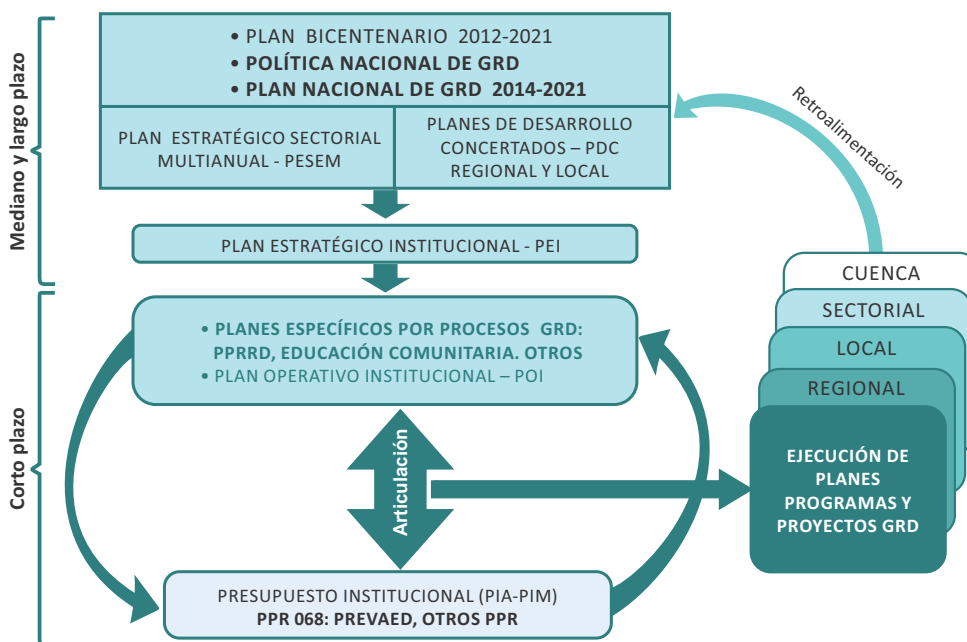 Mediano y largo plazo
• PLAN BICENTENARIO 2012-2021
• POLÍTICA NACIONAL DE GRD
• PLAN NACIONAL DE GRD 2014-2021
PLAN ESTRATÉGICO SECTORIAL
MULTIANUAL - PESEM
PLANES DE DESARROLLO
CONCERTADOS – PDC
REGIONAL Y LOCAL
PLAN ESTRATÉGICO INSTITUCIONAL - PEI
Retroalimentación
Corto plazo
• PLANES ESPECÍFICOS POR PROCESOS GRD:
PPRRD, EDUCACIÓN COMUNITARIA. OTROS
• PLAN OPERATIVO INSTITUCIONAL – POI
Articulación
CUENCA
SECTORIAL
LOCAL
REGIONAL
EJECUCIÓN DE
PLANES
PROGRAMAS Y
PROYECTOS GRD
PRESUPUESTO INSTITUCIONAL (PIA-PIM)
PPR 068: PREVAED, OTROS PPR